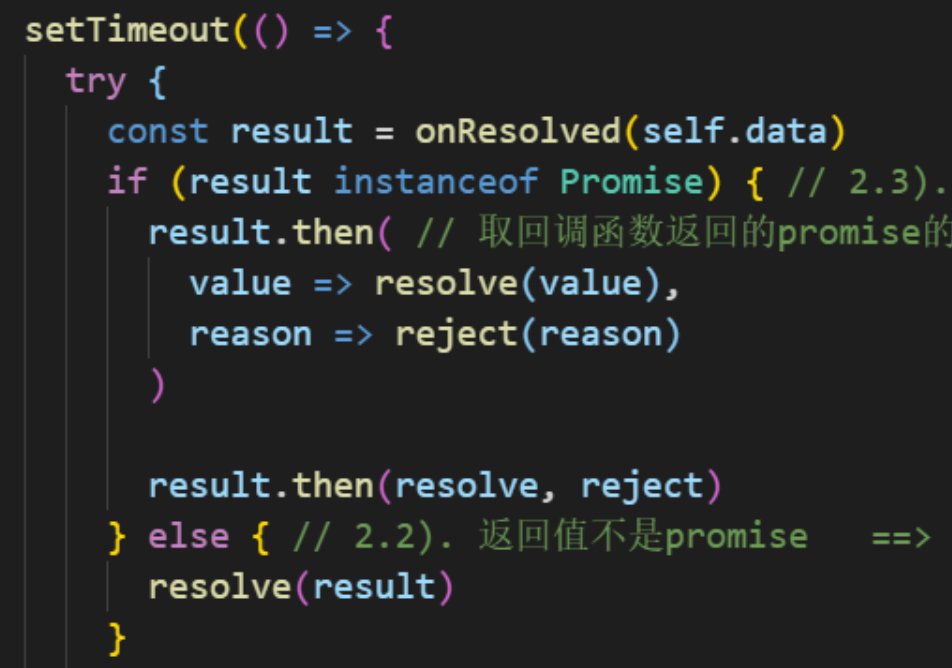 setTimeout(() => {
try {
const result = onResolved(self.data)
if (result instanceof Promise) { // 2.3).
result.then( // 取回调函数返回的promise的
value => resolve(value),
reason => reject(reason)
)
result.then(resolve, reject)
} else { // 2.2). 返回值不是promise ==>
resolve(result)
}